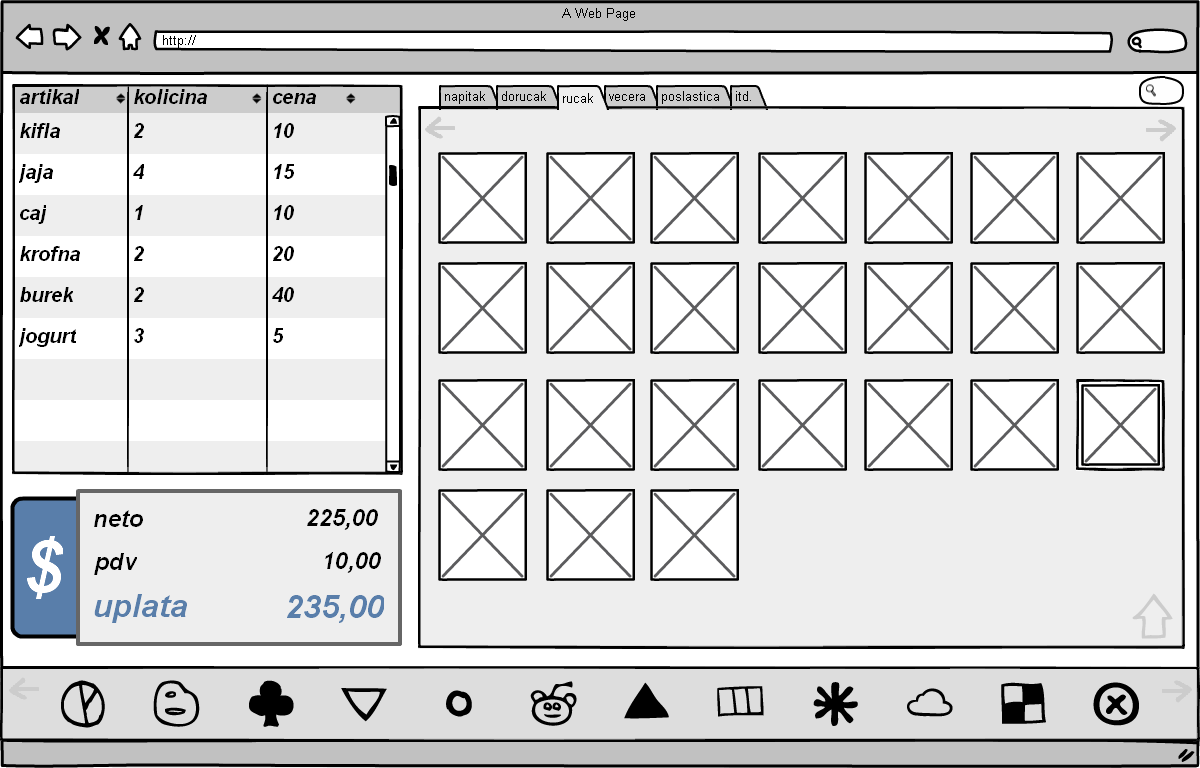 A Web Page
http://
artikal kolicina cena
kifla 2 10
jaja 4 15
caj 1 10
krofna 2 20
burek 2 40
jogurt 3 5
napitak dorucak rucak vecera poslastica itd.
$
neto 225,00
pdv 10,00
uplata 235,00